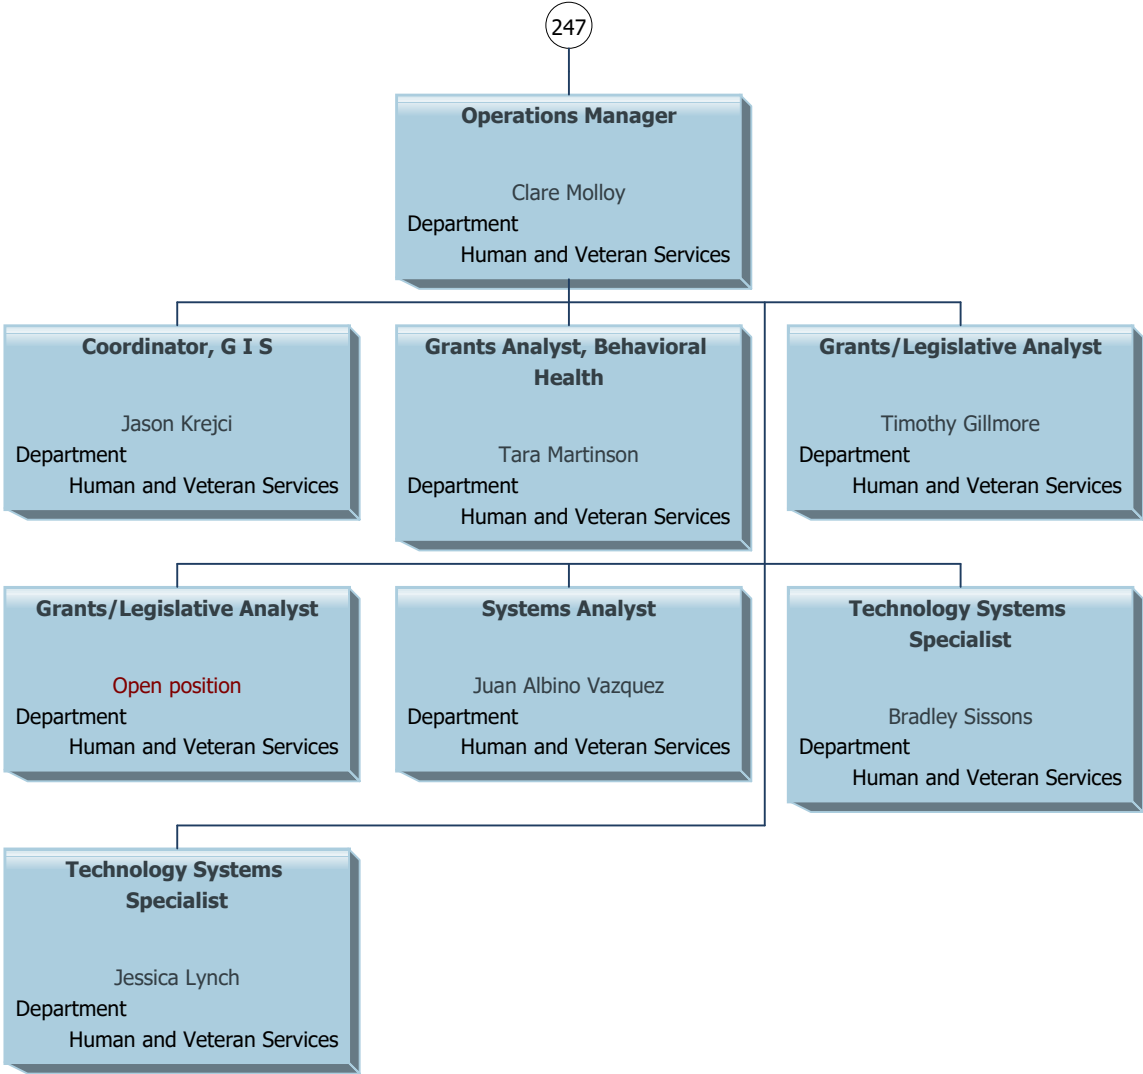 247
Operations Manager
Clare Molloy
Department
Human and Veteran Services
Coordinator, G I S
Jason Krejci
Department
Human and Veteran Services
Grants Analyst, Behavioral
Health
Tara Martinson
Department
Human and Veteran Services
Grants/Legislative Analyst
Timothy Gillmore
Department
Human and Veteran Services
Grants/Legislative Analyst
Open position
Department
Human and Veteran Services
Systems Analyst
Juan Albino Vazquez
Department
Human and Veteran Services
Technology Systems
Specialist
Bradley Sissons
Department
Human and Veteran Services
Technology Systems
Specialist
Jessica Lynch
Department
Human and Veteran Services